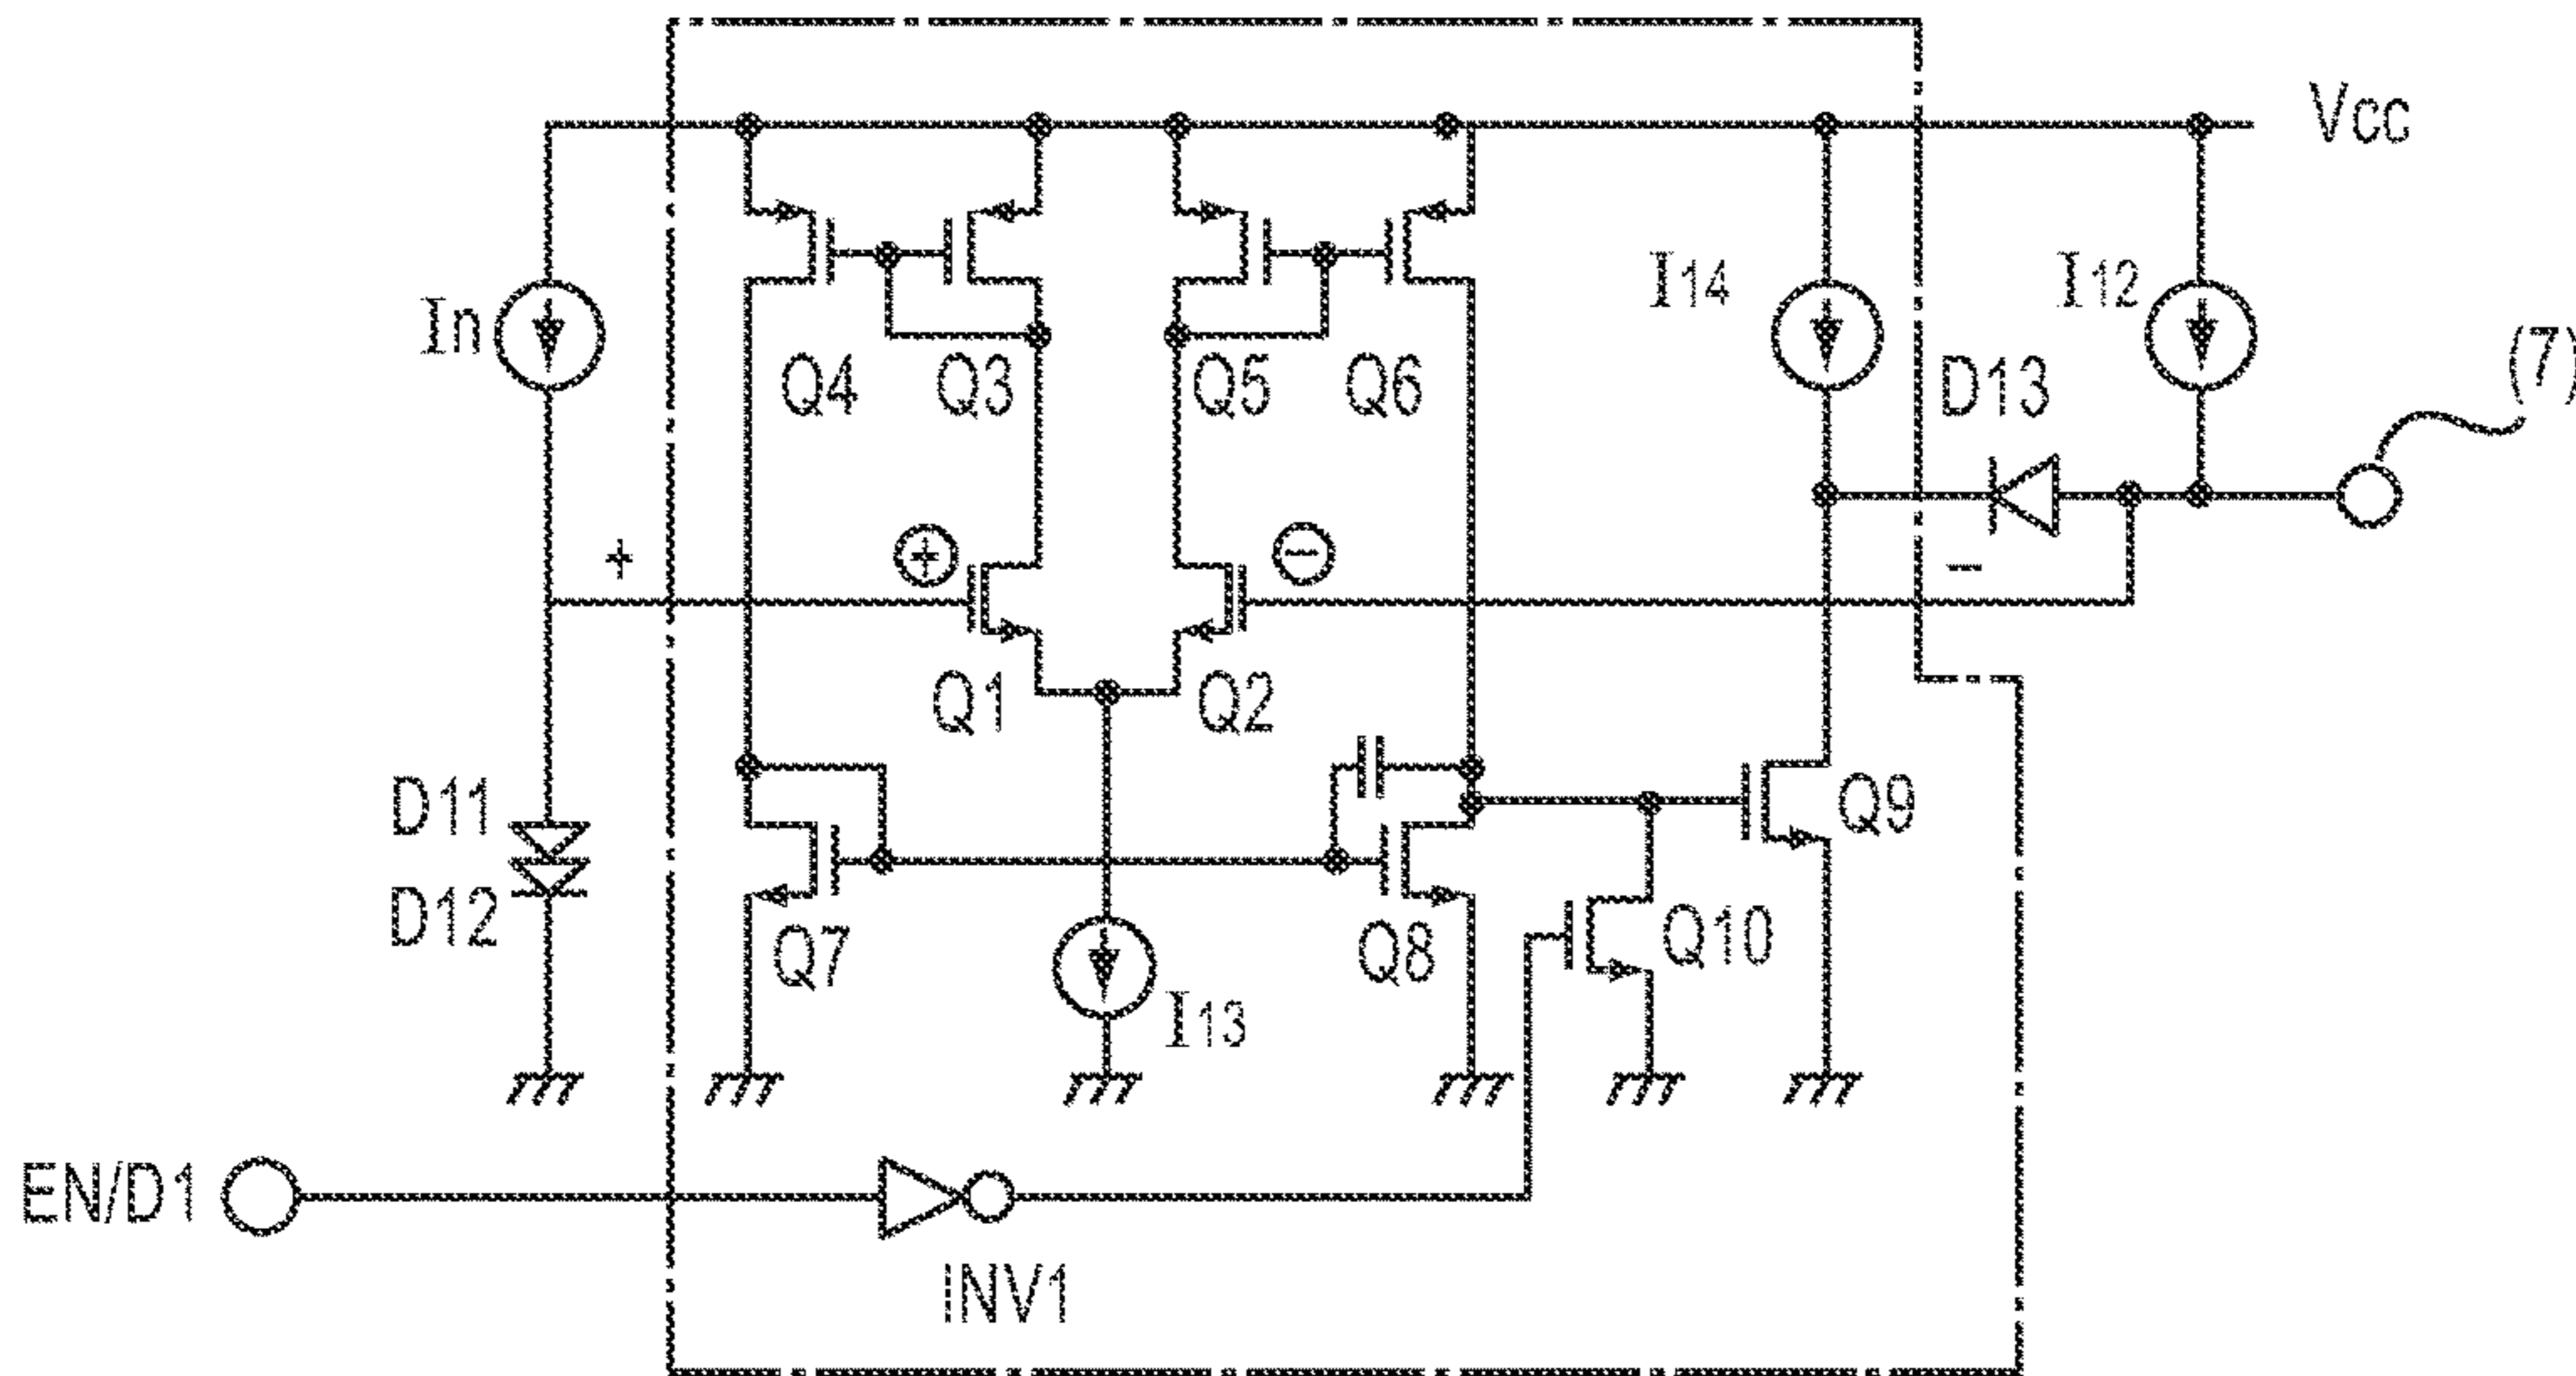 Vcc
In
I14
I12
(7)
Q4
Q3
Q5
Q6
D13
+
+
−
−
Q1
Q2
D11
D12
Q9
Q7
Q8
Q10
I13
EN/D1
INV1